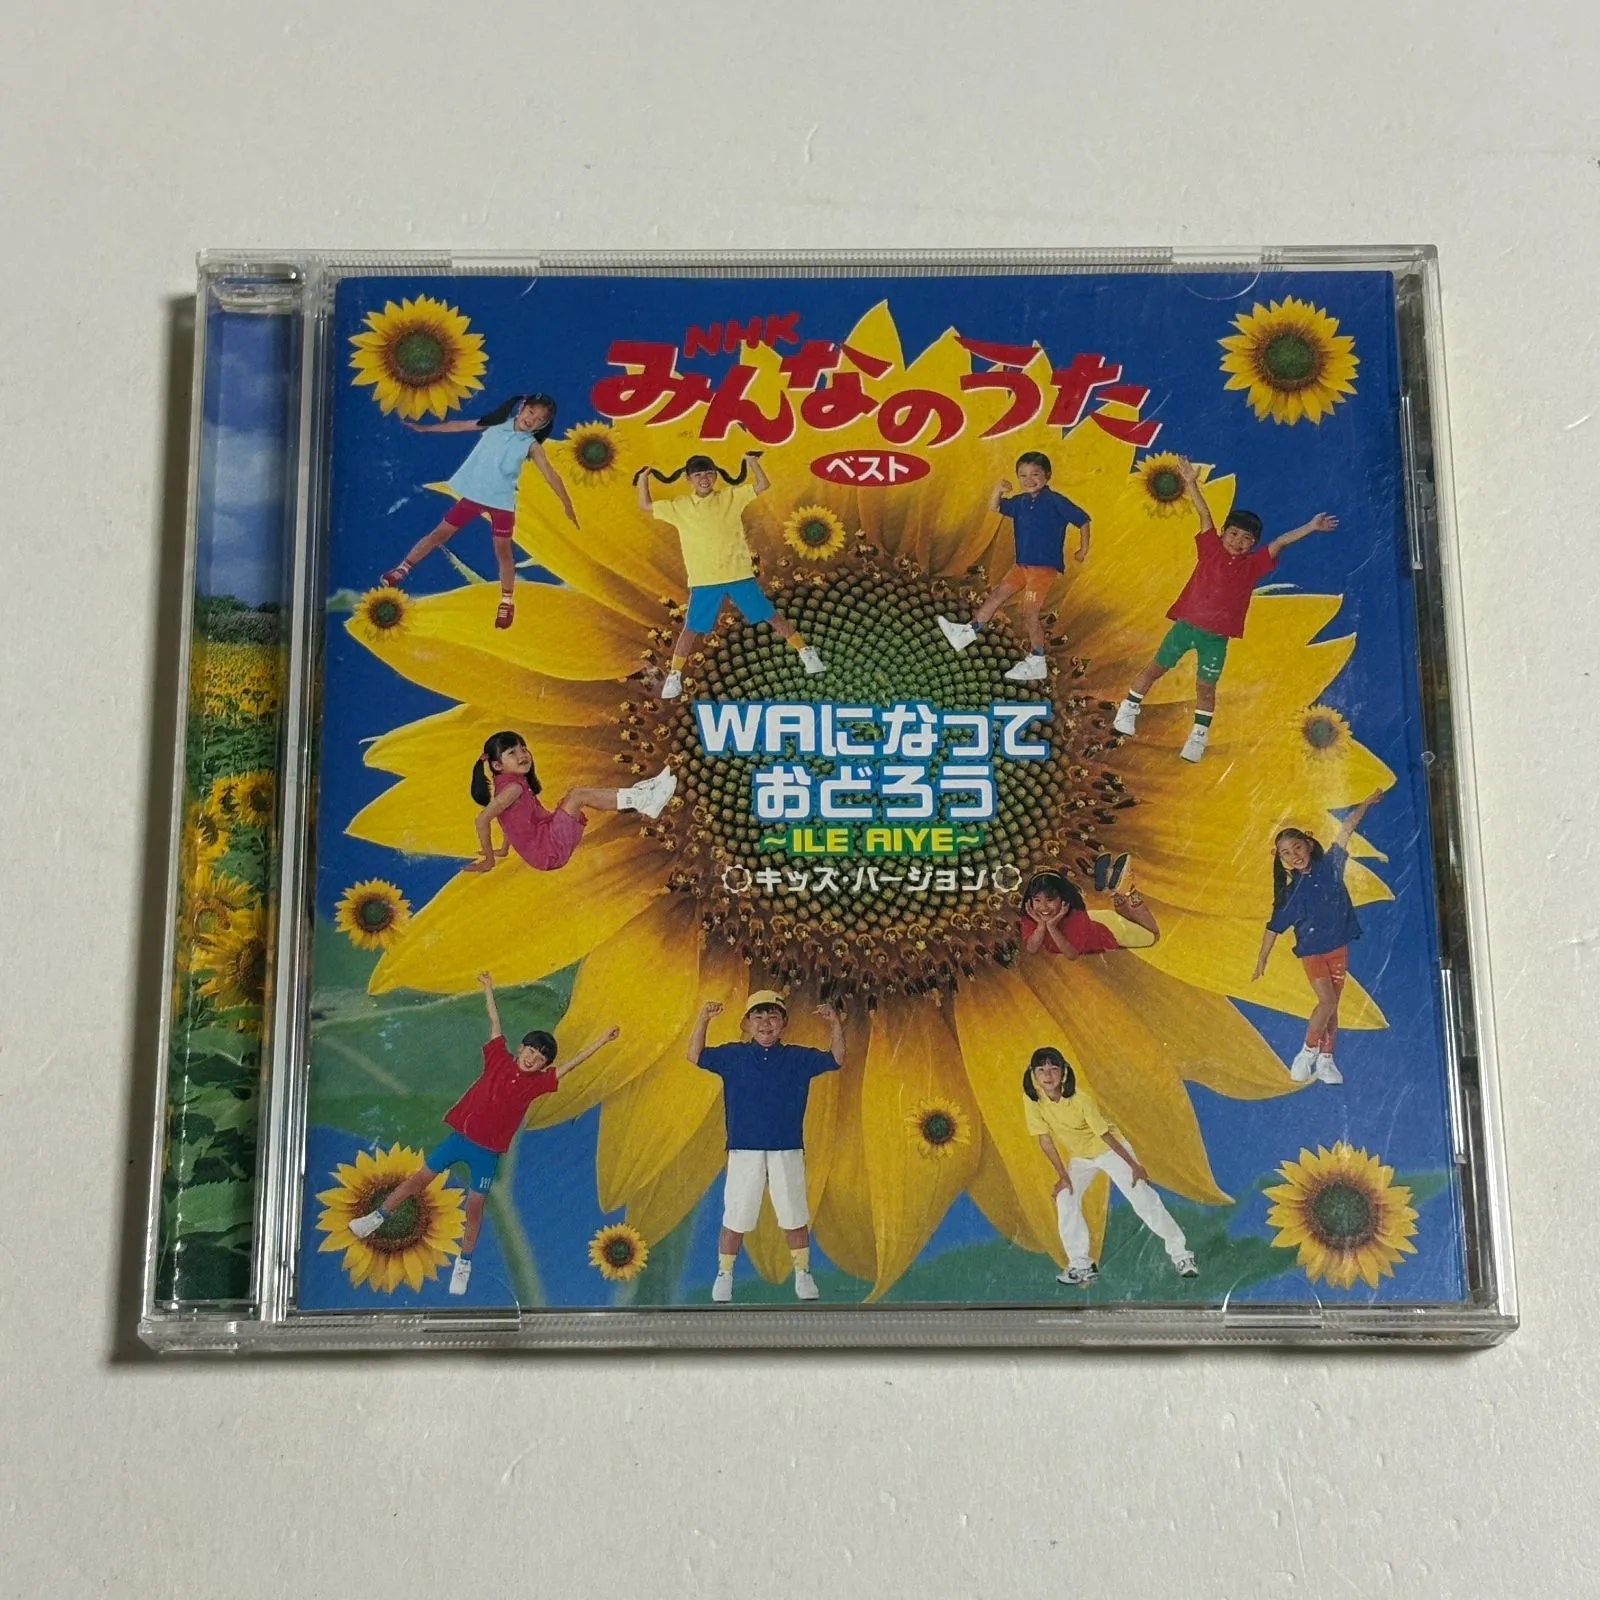 NHK
みんなのうた
ベスト
WAになって
おどろう
～ILE AIYE～
キッズ・バージョン